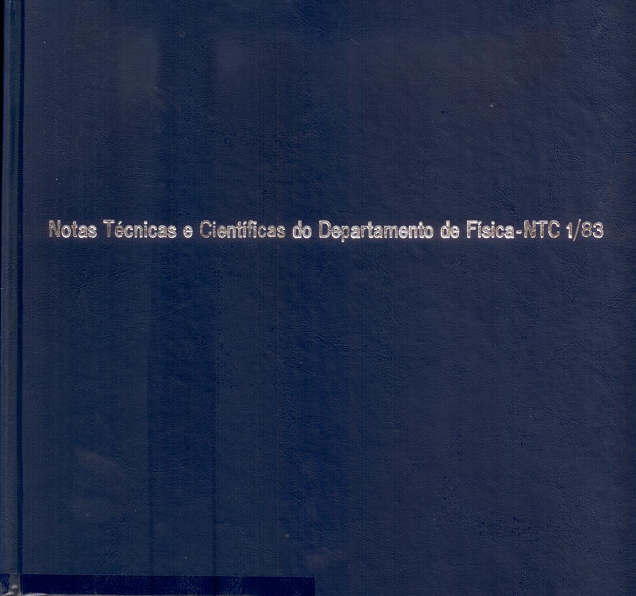 Notas Técnicas e Científicas do Departamento de Física-NTC 1/83